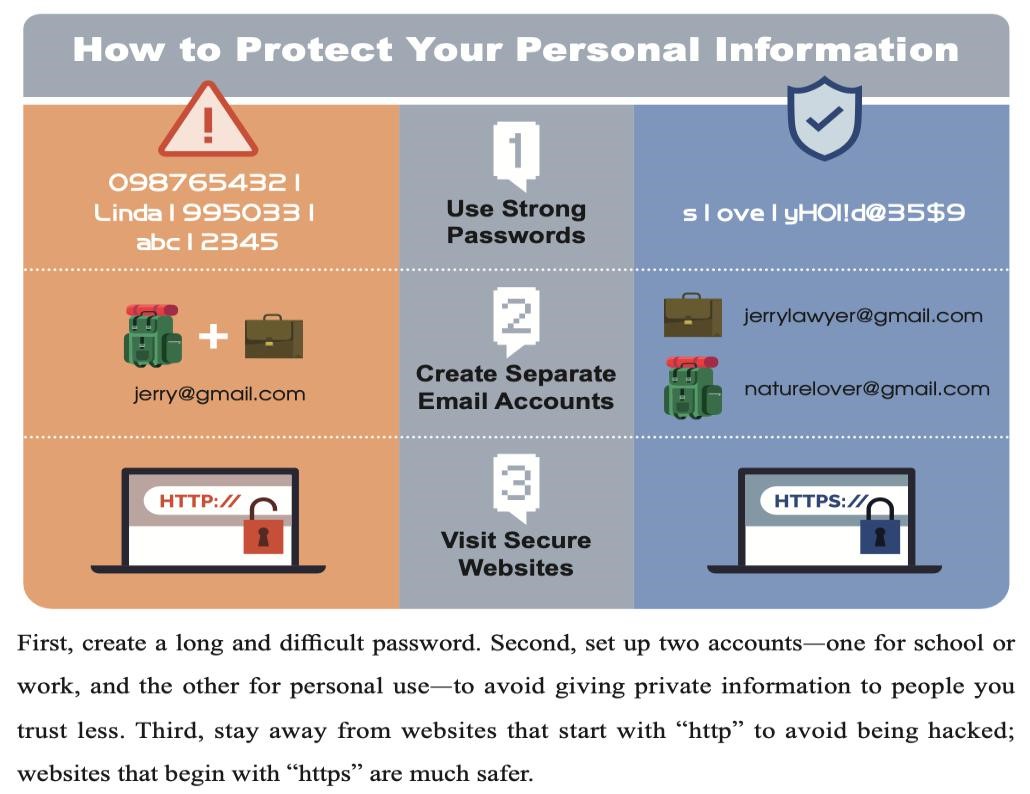 How to Protect Your Personal Information
0987654321
Linda19950331
abc12345
1
Use Strong
Passwords
s1ove1yHOl!d@35$9
+
jerry@gmail.com
2
Create Separate
Email Accounts
jerrylawyer@gmail.com
naturelover@gmail.com
HTTP://
3
Visit Secure
Websites
HTTPS://
First, create a long and difficult password. Second, set up two accounts—one for school or
work, and the other for personal use—to avoid giving private information to people you
trust less. Third, stay away from websites that start with “http” to avoid being hacked;
websites that begin with “https” are much safer.